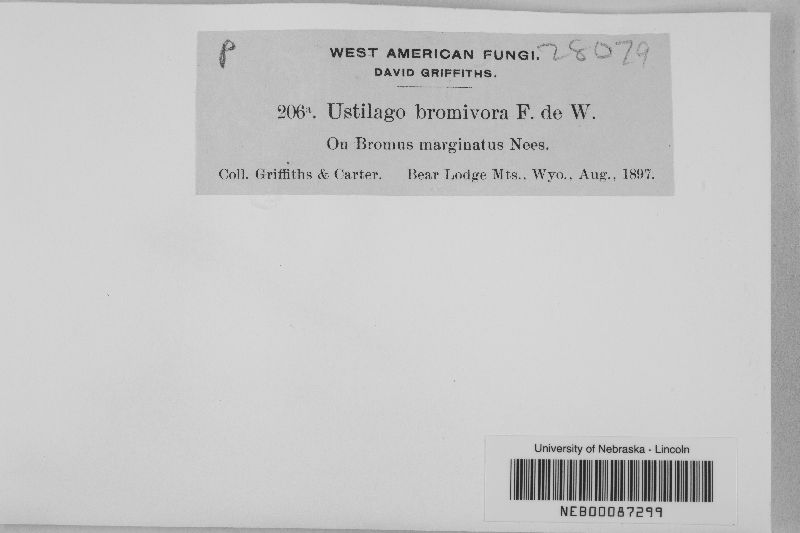 P
WEST AMERICAN FUNGI. 28079
DAVID GRIFFITHS.
206a. Ustilago bromivora F. de W.
On Bromus marginatus Nees.
Coll. Griffiths & Carter. Bear Lodge Mts., Wyo., Aug., 1897.
University of Nebraska - Lincoln
NEB00087299